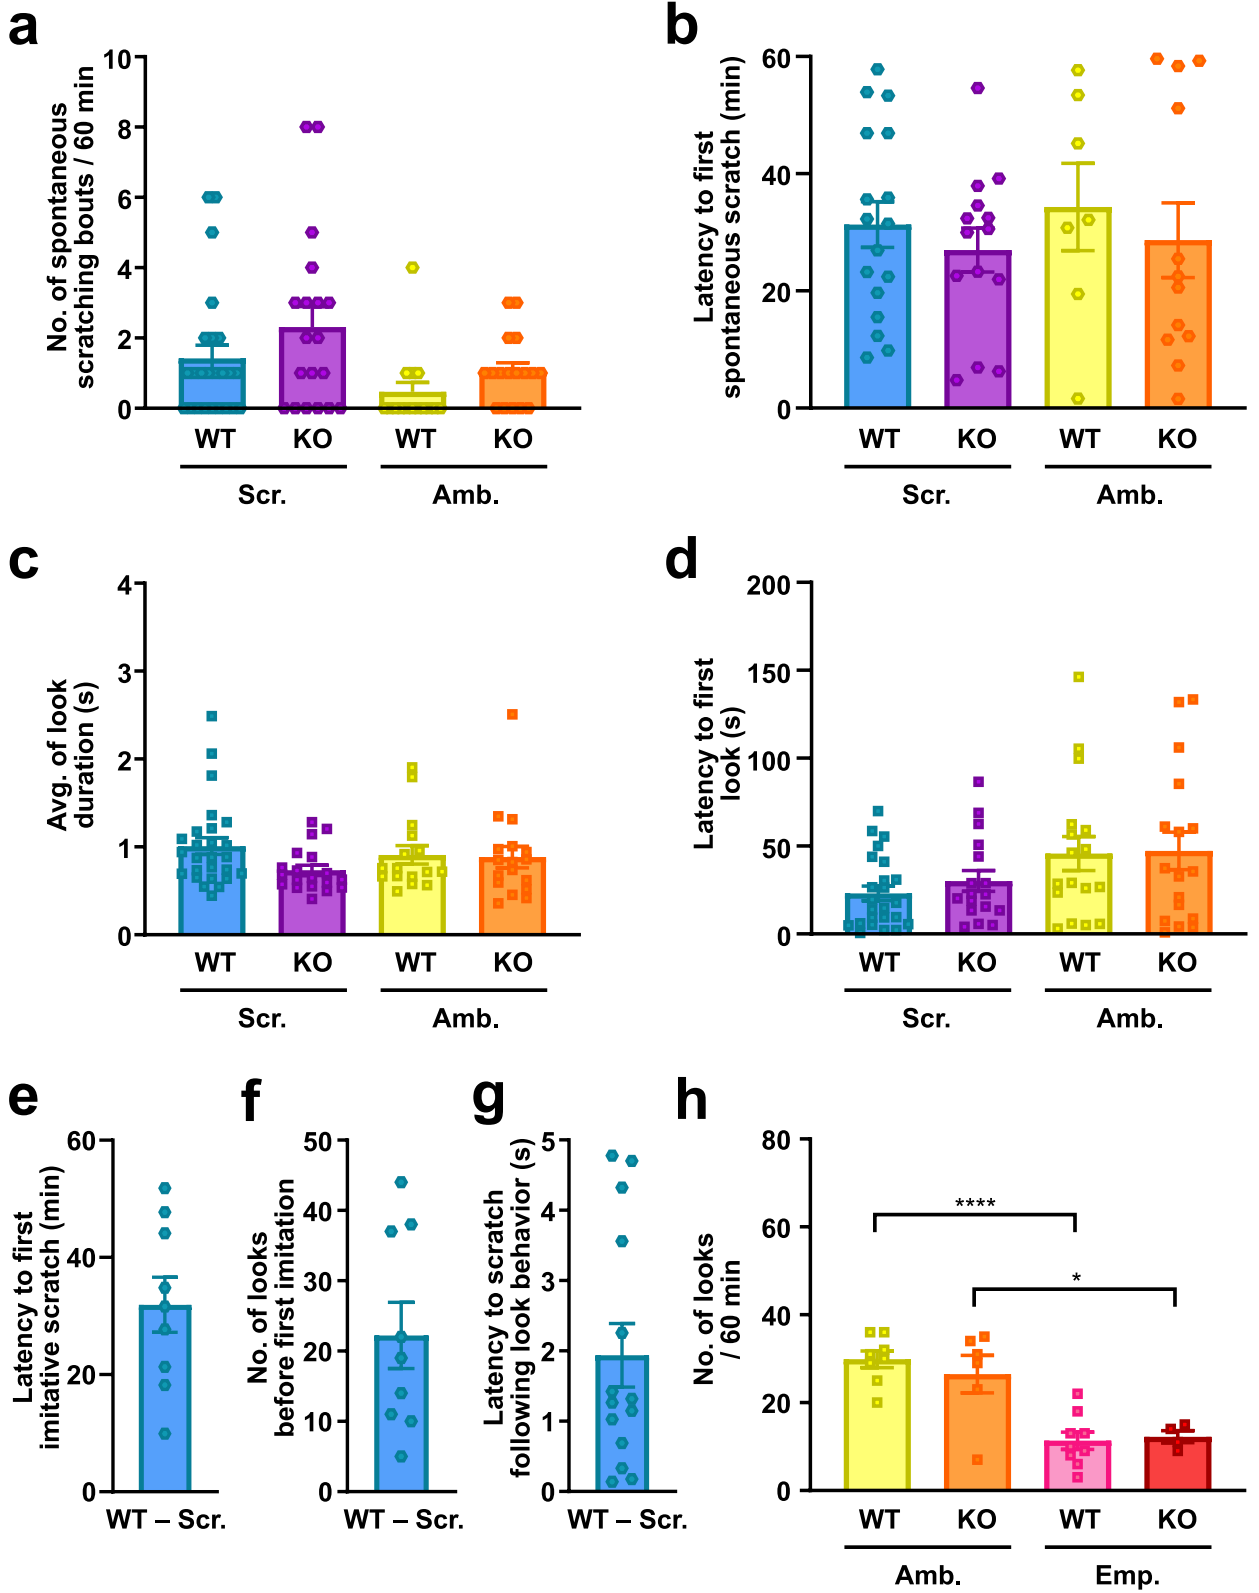 a
No. of spontaneous
scratching bouts / 60 min
10
8
6
4
2
0
WT
KO
WT
KO
Scr.
Amb.
b
Latency to first
spontaneous scratch (min)
60
40
20
0
WT
KO
WT
KO
Scr.
Amb.
c
Avg. of look
duration (s)
4
3
2
1
0
WT
KO
WT
KO
Scr.
Amb.
d
Latency to first
look (s)
200
150
100
50
0
WT
KO
WT
KO
Scr.
Amb.
e
Latency to first
imitative scratch (min)
60
40
20
0
WT – Scr.
f
No. of looks
before first imitation
50
40
30
20
10
0
WT – Scr.
g
Latency to scratch
following look behavior (s)
5
4
3
2
1
0
WT – Scr.
h
No. of looks
/ 60 min
80
60
40
20
0
****
*
WT
KO
WT
KO
Amb.
Emp.